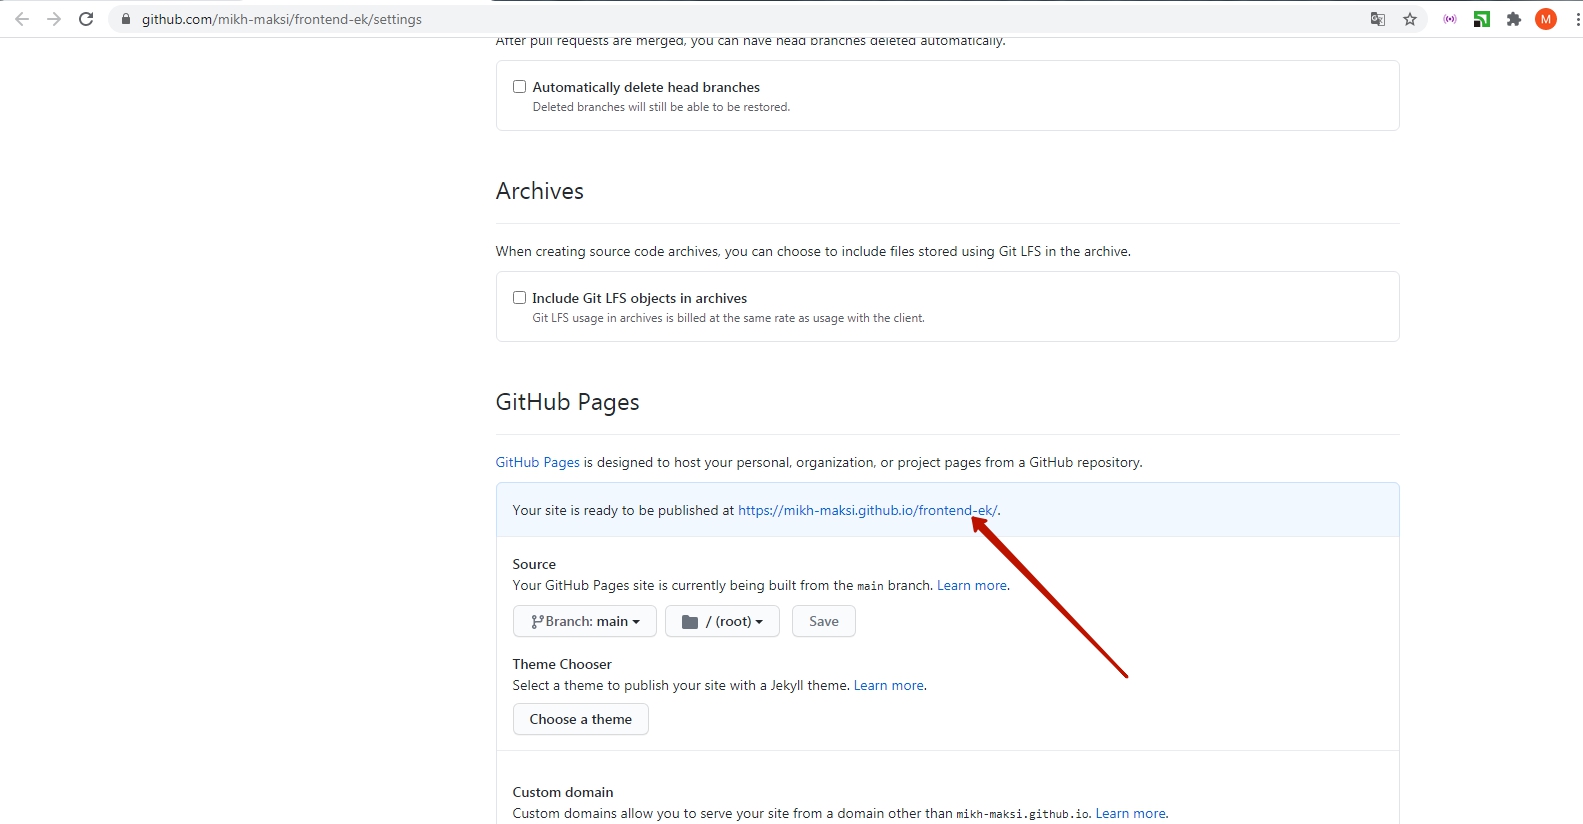 github.com/mikh-maksi/frontend-ek/settings
M
After pull requests are merged, you can have head branches deleted automatically.
Automatically delete head branches
Deleted branches will still be able to be restored.
Archives
When creating source code archives, you can choose to include files stored using Git LFS in the archive.
Include Git LFS objects in archives
Git LFS usage in archives is billed at the same rate as usage with the client.
GitHub Pages
GitHub Pages is designed to host your personal, organization, or project pages from a GitHub repository.
Your site is ready to be published at https://mikh-maksi.github.io/frontend-ek/.
Source
Your GitHub Pages site is currently being built from the main branch. Learn more.
Branch: main / (root) Save
Theme Chooser
Select a theme to publish your site with a Jekyll theme. Learn more.
Choose a theme
Custom domain
Custom domains allow you to serve your site from a domain other than mikh-maksi.github.io. Learn more.